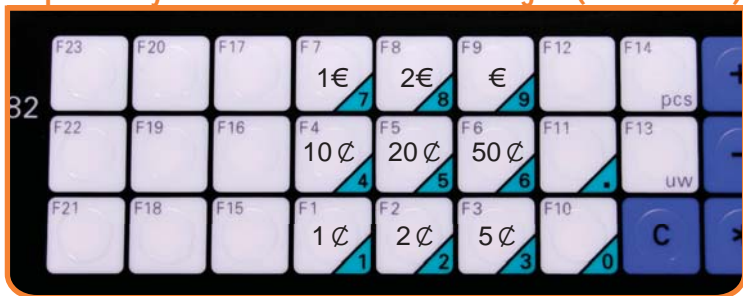 F23 F20 F17 F7 F8 F9 F12 F14
1€ 2€ €
7 8 9 pcs +
82
F22 F19 F16 F4 F5 F6 F11 F13
10 ₵ 20 ₵ 50 ₵
4 5 6 . uw -
F21 F18 F15 F1 F2 F3 F10
1 ₵ 2 ₵ 5 ₵ C *
1 2 3 0